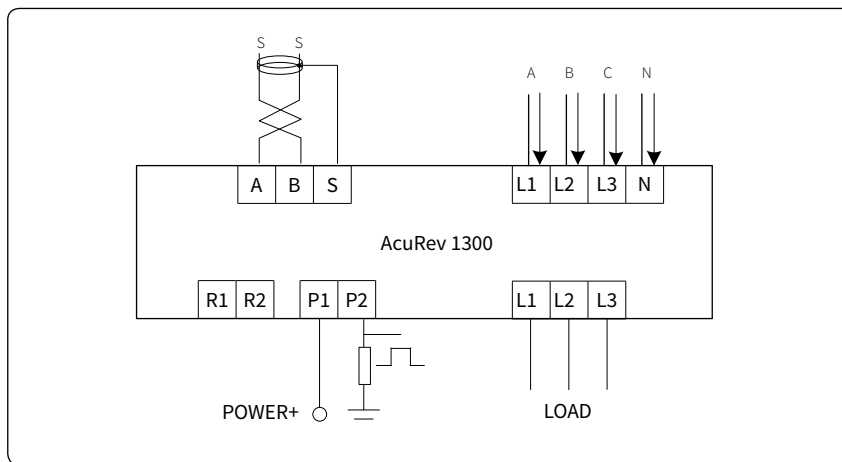 S S
A B C N
A B S
L1 L2 L3 N
AcuRev 1300
R1 R2 P1 P2
L1 L2 L3
POWER+
LOAD